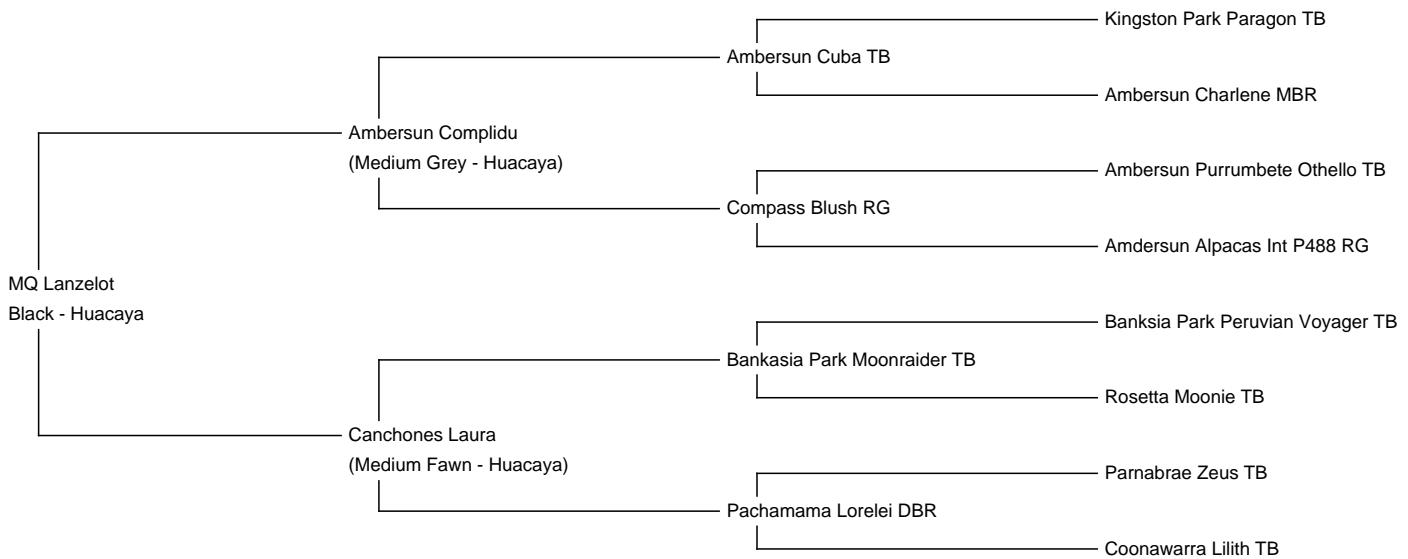 Kingston Park Paragon TB
Ambersun Cuba TB
Ambersun Charlene MBR
Ambersun Complidu
(Medium Grey - Huacaya)
Ambersun Purrumbete Othello TB
Compass Blush RG
Amdersun Alpacas Int P488 RG
MQ Lanzelot
Black - Huacaya
Banksia Park Peruvian Voyager TB
Bankasia Park Moonraider TB
Rosetta Moonie TB
Canchones Laura
(Medium Fawn - Huacaya)
Parnabrae Zeus TB
Pachamama Lorelei DBR
Coonawarra Lilith TB